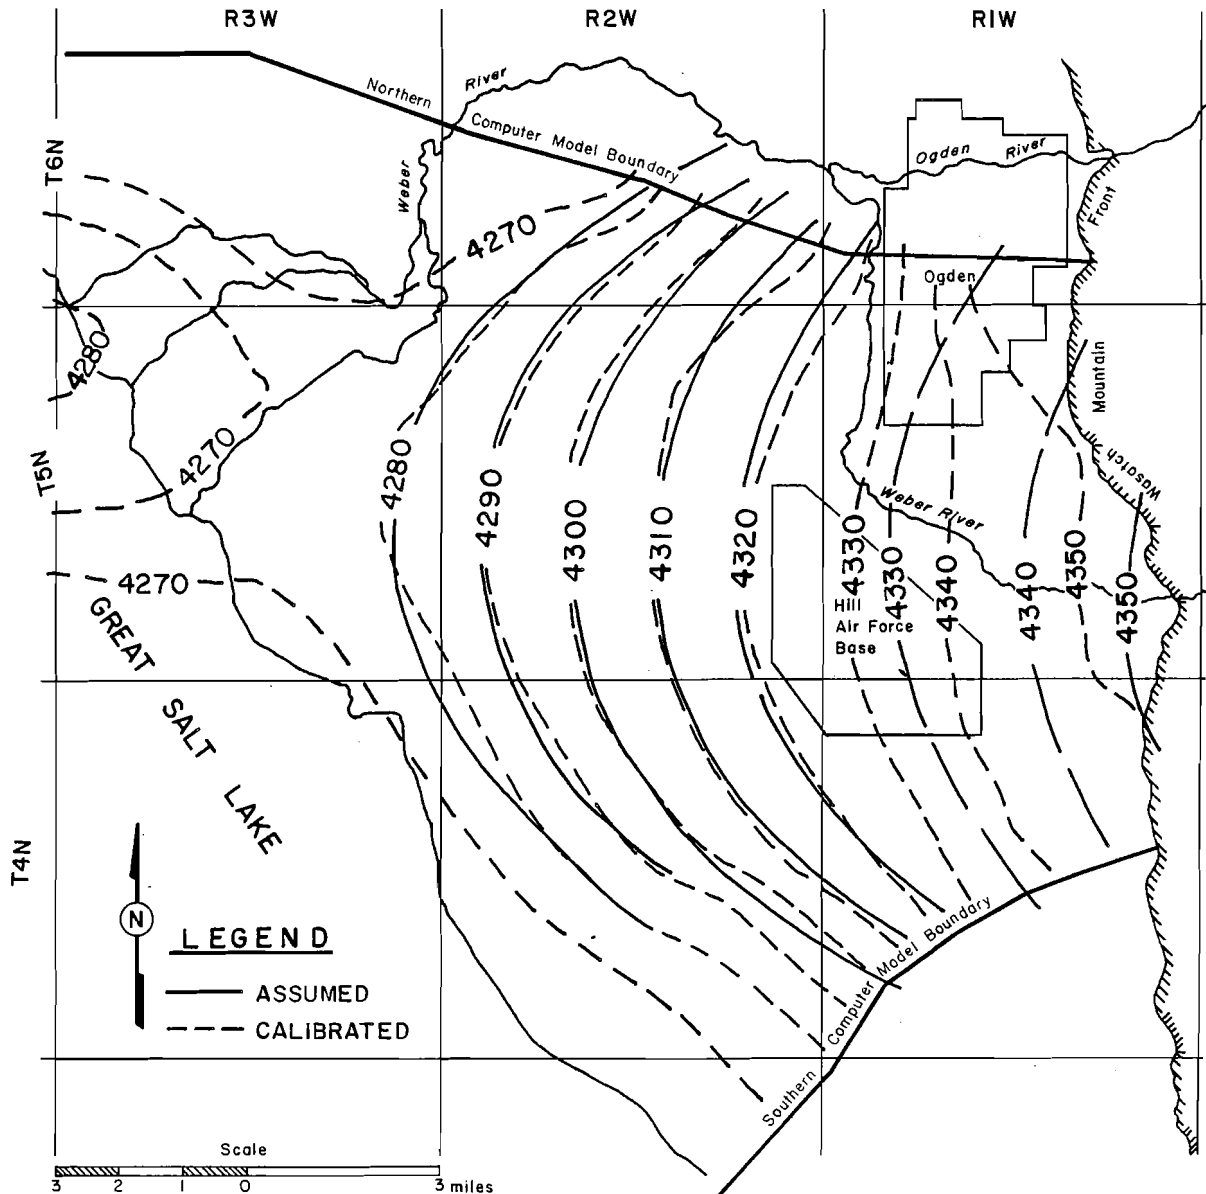 R3W
R2W
R1W
Northern
River
Computer Model Boundary
Ogden River
T6N
Weber
Front
4270
Ogden
4280
Mountain
4270
T5N
4280
4290
4300
4310
4320
4330
4330
4340
4340
4350
4350
Weber River
Wasatch
4270
Hill
Air Force
Base
GREAT
SALT
LAKE
T4N
N
LEGEND
ASSUMED
CALIBRATED
Southern Computer Model Boundary
Scale
3 2 1 0 3 miles